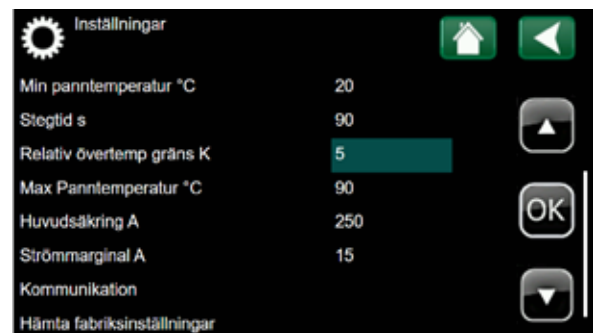 Inställningar
Min panntemperatur °C 20
Stegtid s 90
Relativ övertemp gräns K 5
Max Panntemperatur °C 90
Huvudsäkring A 250
Strömmarginal A 15
OK
Kommunikation
Hämta fabriksinställningar